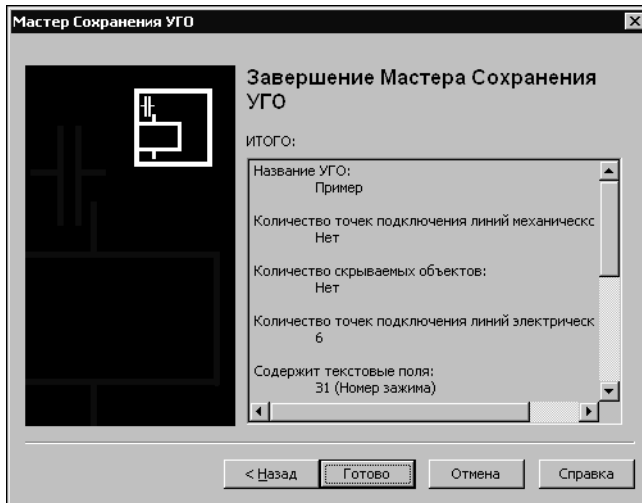 Мастер Сохранения УГО
Завершение Мастера Сохранения
УГО
ИТОГО:
Название УГО:
Пример
Количество точек подключения линий механическо
Нет
Количество скрываемых объектов:
Нет
Количество точек подключения линий электрическ
6
Содержит текстовые поля:
31 (Номер зажима)
< Назад
Готово
Отмена
Справка